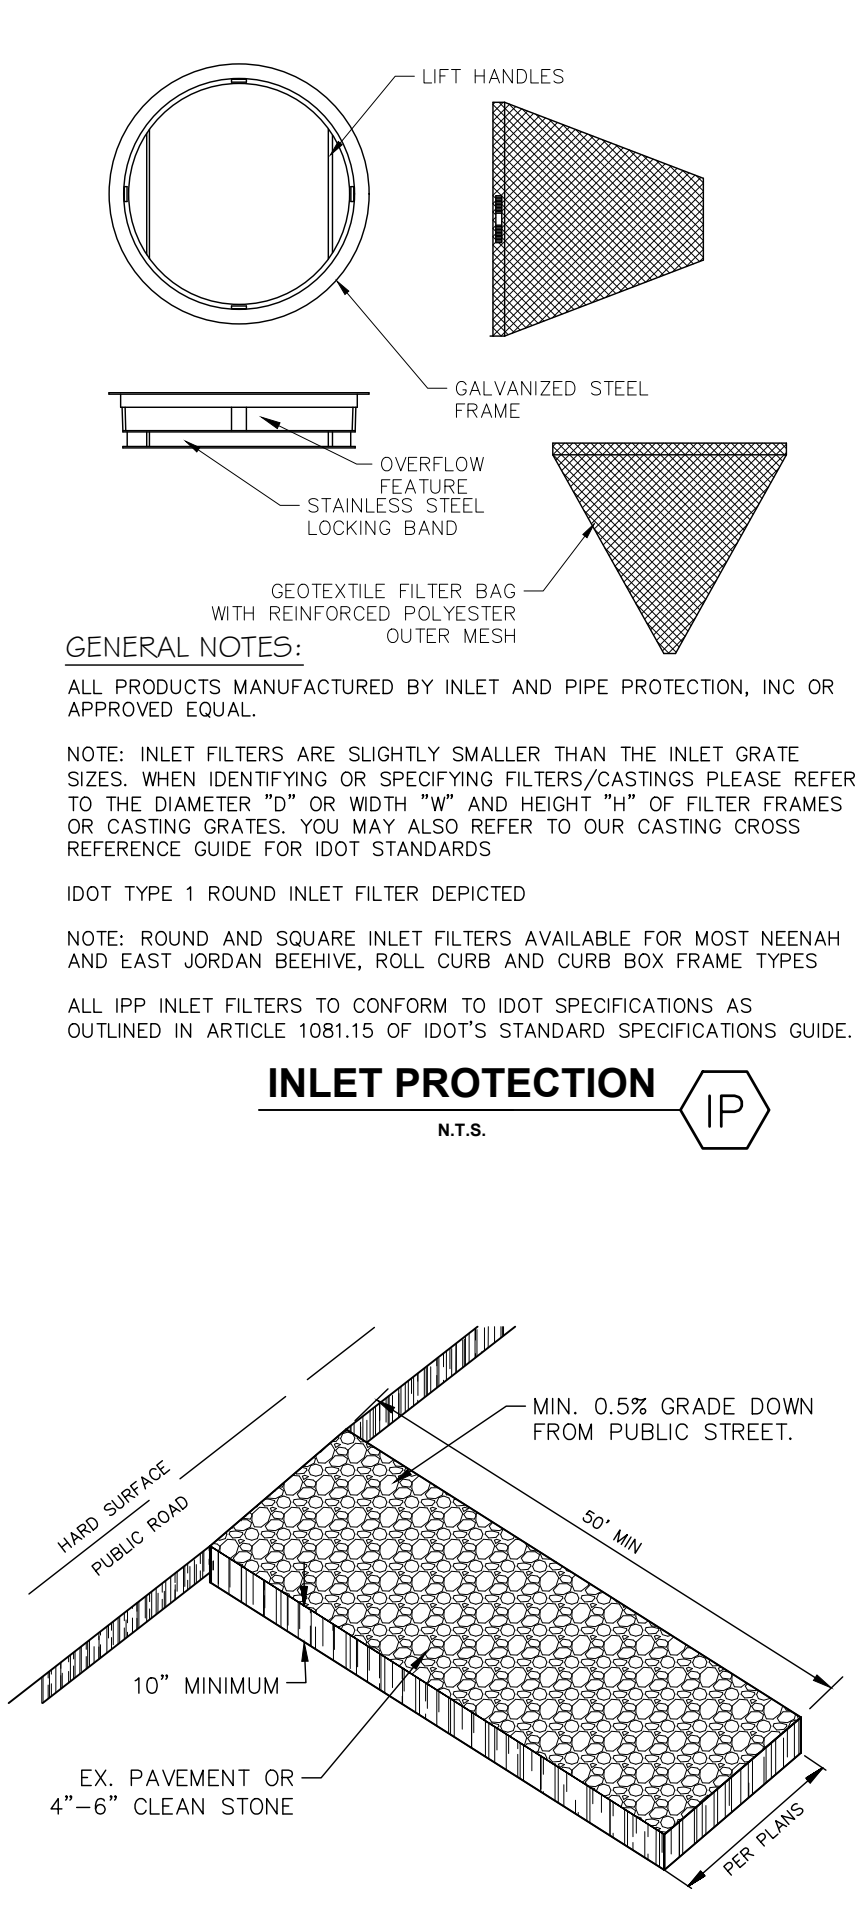 LIFT HANDLES
GALVANIZED STEEL
FRAME
OVERFLOW
FEATURE
STAINLESS STEEL
LOCKING BAND
GEOTEXTILE FILTER BAG
WITH REINFORCED POLYESTER
OUTER MESH
GENERAL NOTES:
ALL PRODUCTS MANUFACTURED BY INLET AND PIPE PROTECTION, INC OR
APPROVED EQUAL.
NOTE: INLET FILTERS ARE SLIGHTLY SMALLER THAN THE INLET GRATE
SIZES. WHEN IDENTIFYING OR SPECIFYING FILTERS/CASTINGS PLEASE REFER
TO THE DIAMETER "D" OR WIDTH "W" AND HEIGHT "H" OF FILTER FRAMES
OR CASTING GRATES. YOU MAY ALSO REFER TO OUR CASTING CROSS
REFERENCE GUIDE FOR IDOT STANDARDS
IDOT TYPE 1 ROUND INLET FILTER DEPICTED
NOTE: ROUND AND SQUARE INLET FILTERS AVAILABLE FOR MOST NEENAH
AND EAST JORDAN BEEHIVE, ROLL CURB AND CURB BOX FRAME TYPES
ALL IPP INLET FILTERS TO CONFORM TO IDOT SPECIFICATIONS AS
OUTLINED IN ARTICLE 1081.15 OF IDOT'S STANDARD SPECIFICATIONS GUIDE.
INLET PROTECTION
IP
N.T.S.
MIN. 0.5% GRADE DOWN
FROM PUBLIC STREET.
HARD SURFACE
PUBLIC ROAD
50' MIN
10" MINIMUM
EX. PAVEMENT OR
4"-6" CLEAN STONE
PER PLANS